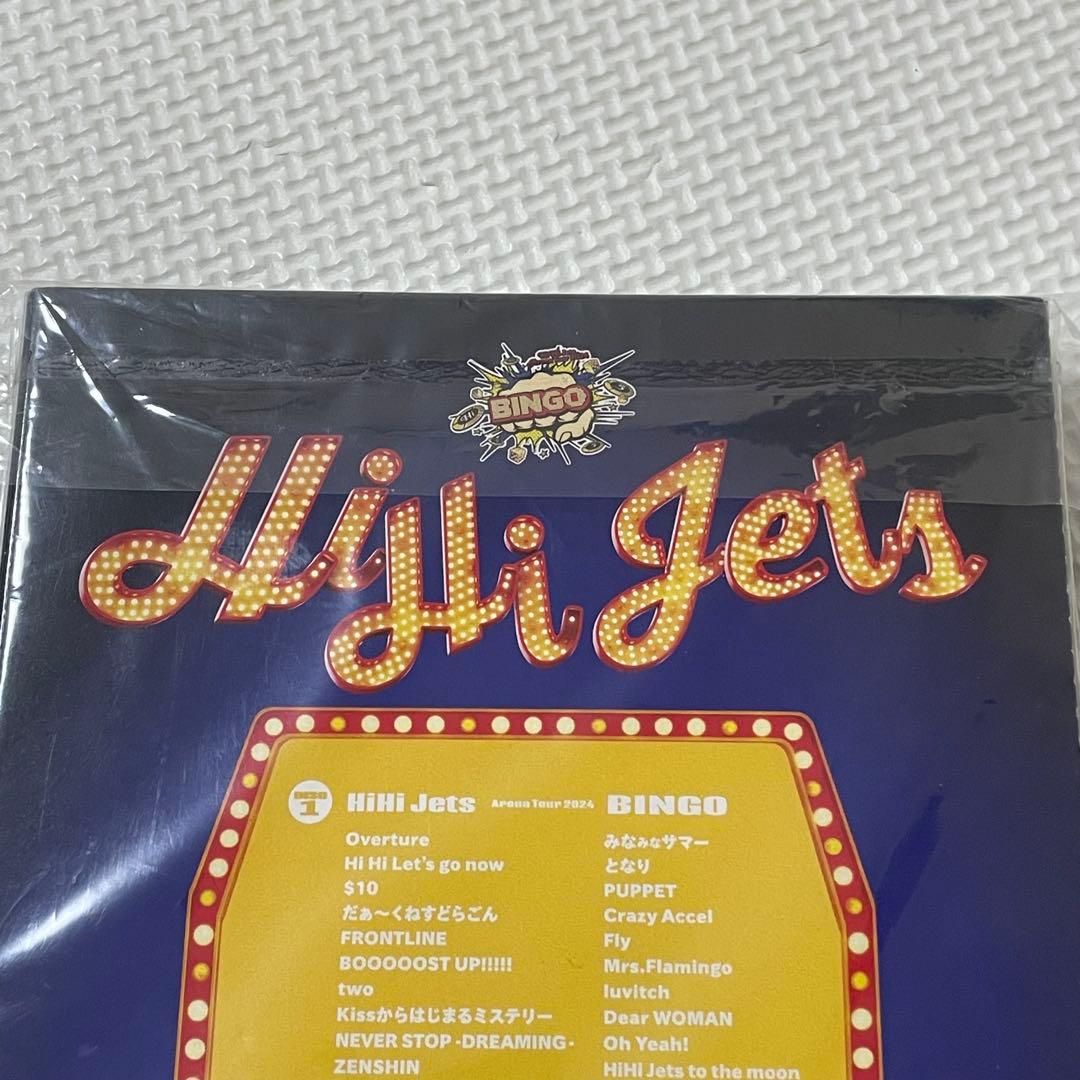 BINGO
HiHi Jets
DISC 1
HiHi Jets Arena Tour 2024 BINGO
Overture
Hi Hi Let's go now
$10
だぁ～くねすどらごん
FRONTLINE
BOOOOOST UP!!!!!
two
Kissからはじまるミステリー
NEVER STOP -DREAMING-
ZENSHIN
みなみなサマー
となり
PUPPET
Crazy Accel
Fly
Mrs.Flamingo
luvitch
Dear WOMAN
Oh Yeah!
HiHi Jets to the moon